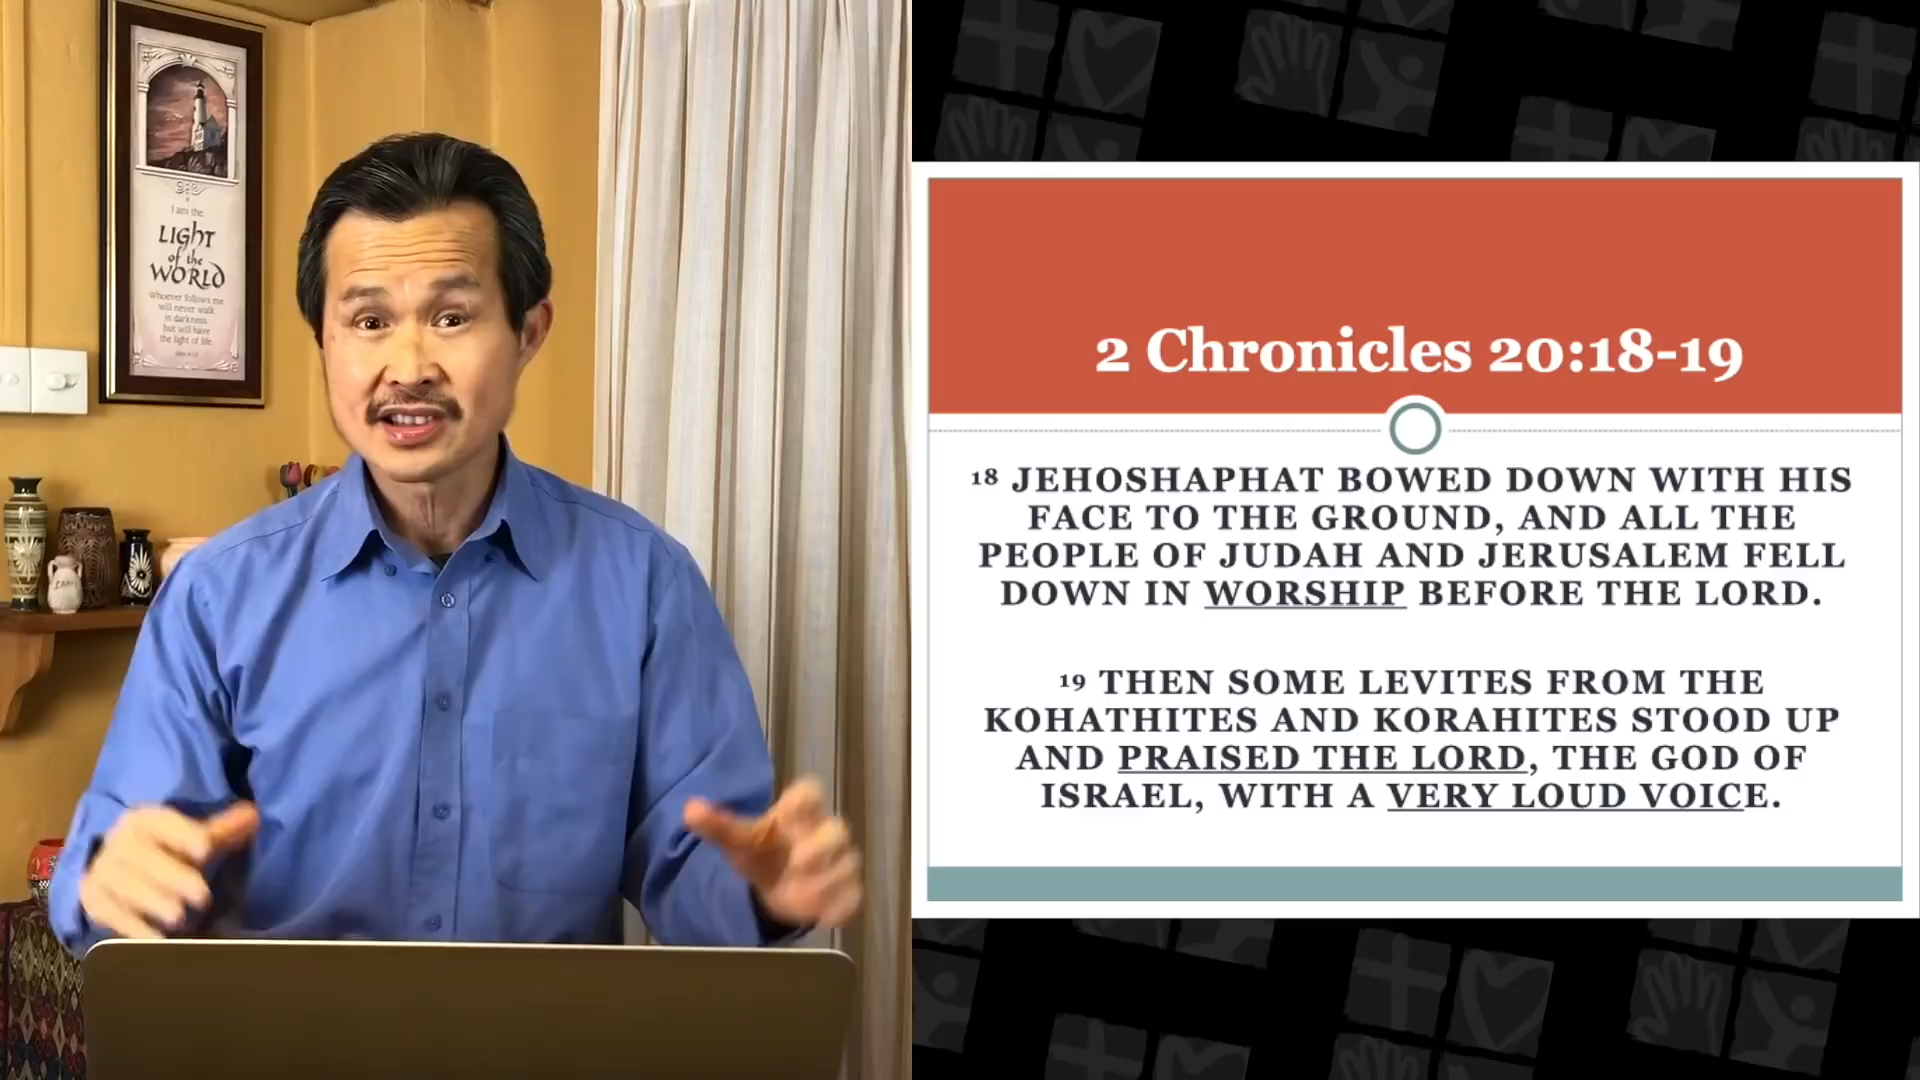 I am the
LIGHT
of the
WORLD
Whoever follows me
will never walk
in darkness
but will have
the light of life.
2 Chronicles 20:18-19
18 JEHOSHAPHAT BOWED DOWN WITH HIS
FACE TO THE GROUND, AND ALL THE
PEOPLE OF JUDAH AND JERUSALEM FELL
DOWN IN WORSHIP BEFORE THE LORD.
19 THEN SOME LEVITES FROM THE
KOHATHITES AND KORAHITES STOOD UP
AND PRAISED THE LORD, THE GOD OF
ISRAEL, WITH A VERY LOUD VOICE.